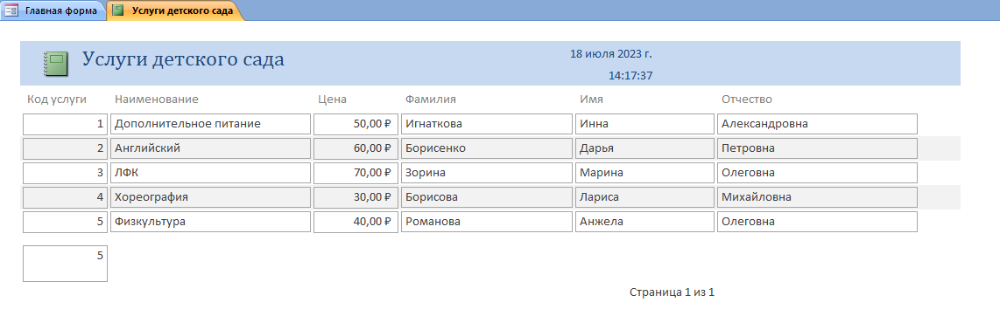 Главная форма Услуги детского сада
Услуги детского сада 18 июля 2023 г.
14:17:37
Код услуги Наименование Цена Фамилия Имя Отчество
1 Дополнительное питание 50,00 ₽ Игнаткова Инна Александровна
2 Английский 60,00 ₽ Борисенко Дарья Петровна
3 ЛФК 70,00 ₽ Зорина Марина Олеговна
4 Хореография 30,00 ₽ Борисова Лариса Михайловна
5 Физкультура 40,00 ₽ Романова Анжела Олеговна
5
Страница 1 из 1